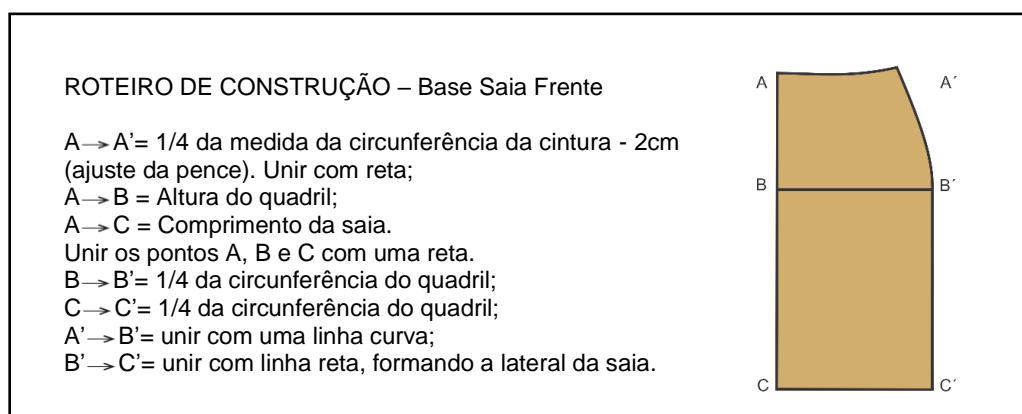 ROTEIRO DE CONSTRUÇÃO – Base Saia Frente
A→A’= 1/4 da medida da circunferência da cintura - 2cm
(ajuste da pence). Unir com reta;
A→B = Altura do quadril;
A→C = Comprimento da saia.
Unir os pontos A, B e C com uma reta.
B→B’= 1/4 da circunferência do quadril;
C→C’= 1/4 da circunferência do quadril;
A’→B’= unir com uma linha curva;
B’→C’= unir com linha reta, formando a lateral da saia.
A A´
B B´
C C´